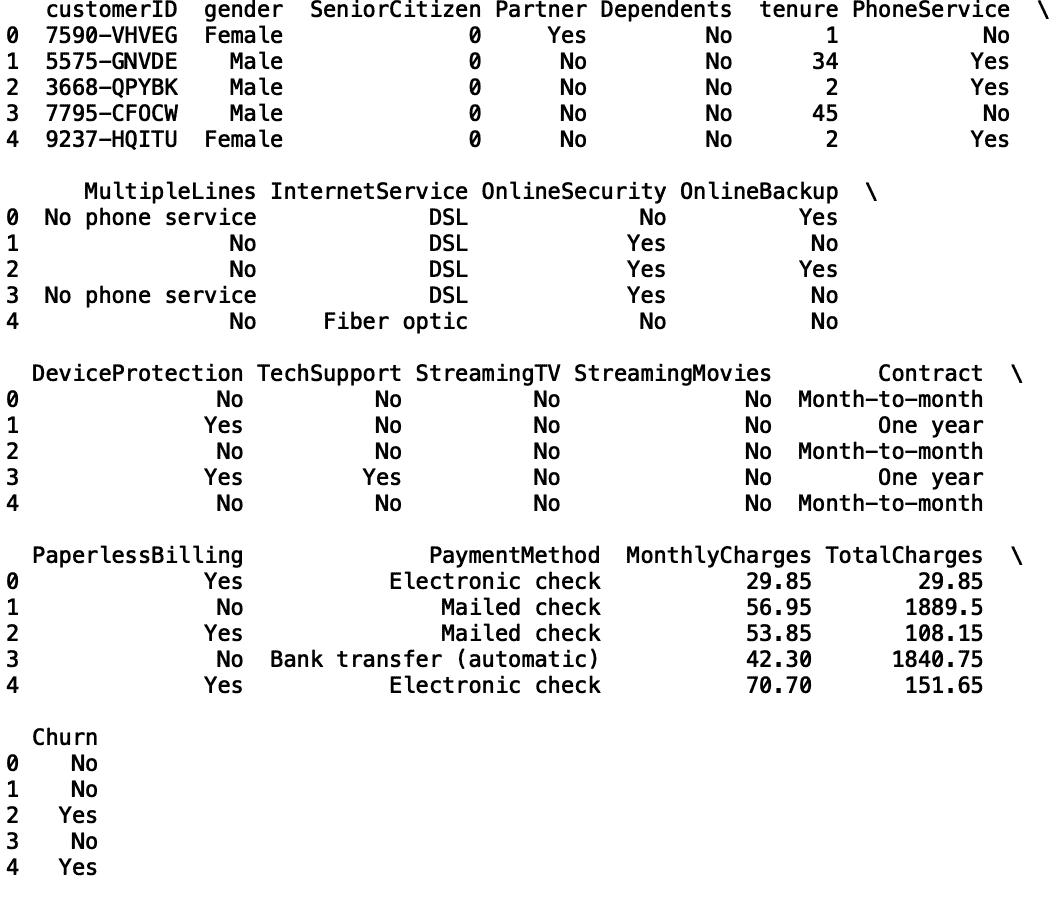 customerID  gender  SeniorCitizen Partner Dependents  tenure PhoneService  \
0  7590-VHVEG  Female              0     Yes         No       1           No
1  5575-GNVDE    Male              0      No         No      34          Yes
2  3668-QPYBK    Male              0      No         No       2          Yes
3  7795-CFOCW    Male              0      No         No      45           No
4  9237-HQITU  Female              0      No         No       2          Yes

      MultipleLines InternetService OnlineSecurity OnlineBackup  \
0  No phone service             DSL             No          Yes
1                No             DSL            Yes           No
2                No             DSL            Yes          Yes
3  No phone service             DSL            Yes           No
4                No     Fiber optic             No           No

  DeviceProtection TechSupport StreamingTV StreamingMovies        Contract  \
0               No          No          No              No  Month-to-month
1              Yes          No          No              No        One year
2               No          No          No              No  Month-to-month
3              Yes         Yes          No              No        One year
4               No          No          No              No  Month-to-month

  PaperlessBilling              PaymentMethod  MonthlyCharges TotalCharges  \
0              Yes           Electronic check           29.85        29.85
1               No               Mailed check           56.95       1889.5
2              Yes               Mailed check           53.85       108.15
3               No  Bank transfer (automatic)           42.30      1840.75
4              Yes           Electronic check           70.70       151.65

  Churn
0    No
1    No
2   Yes
3    No
4   Yes